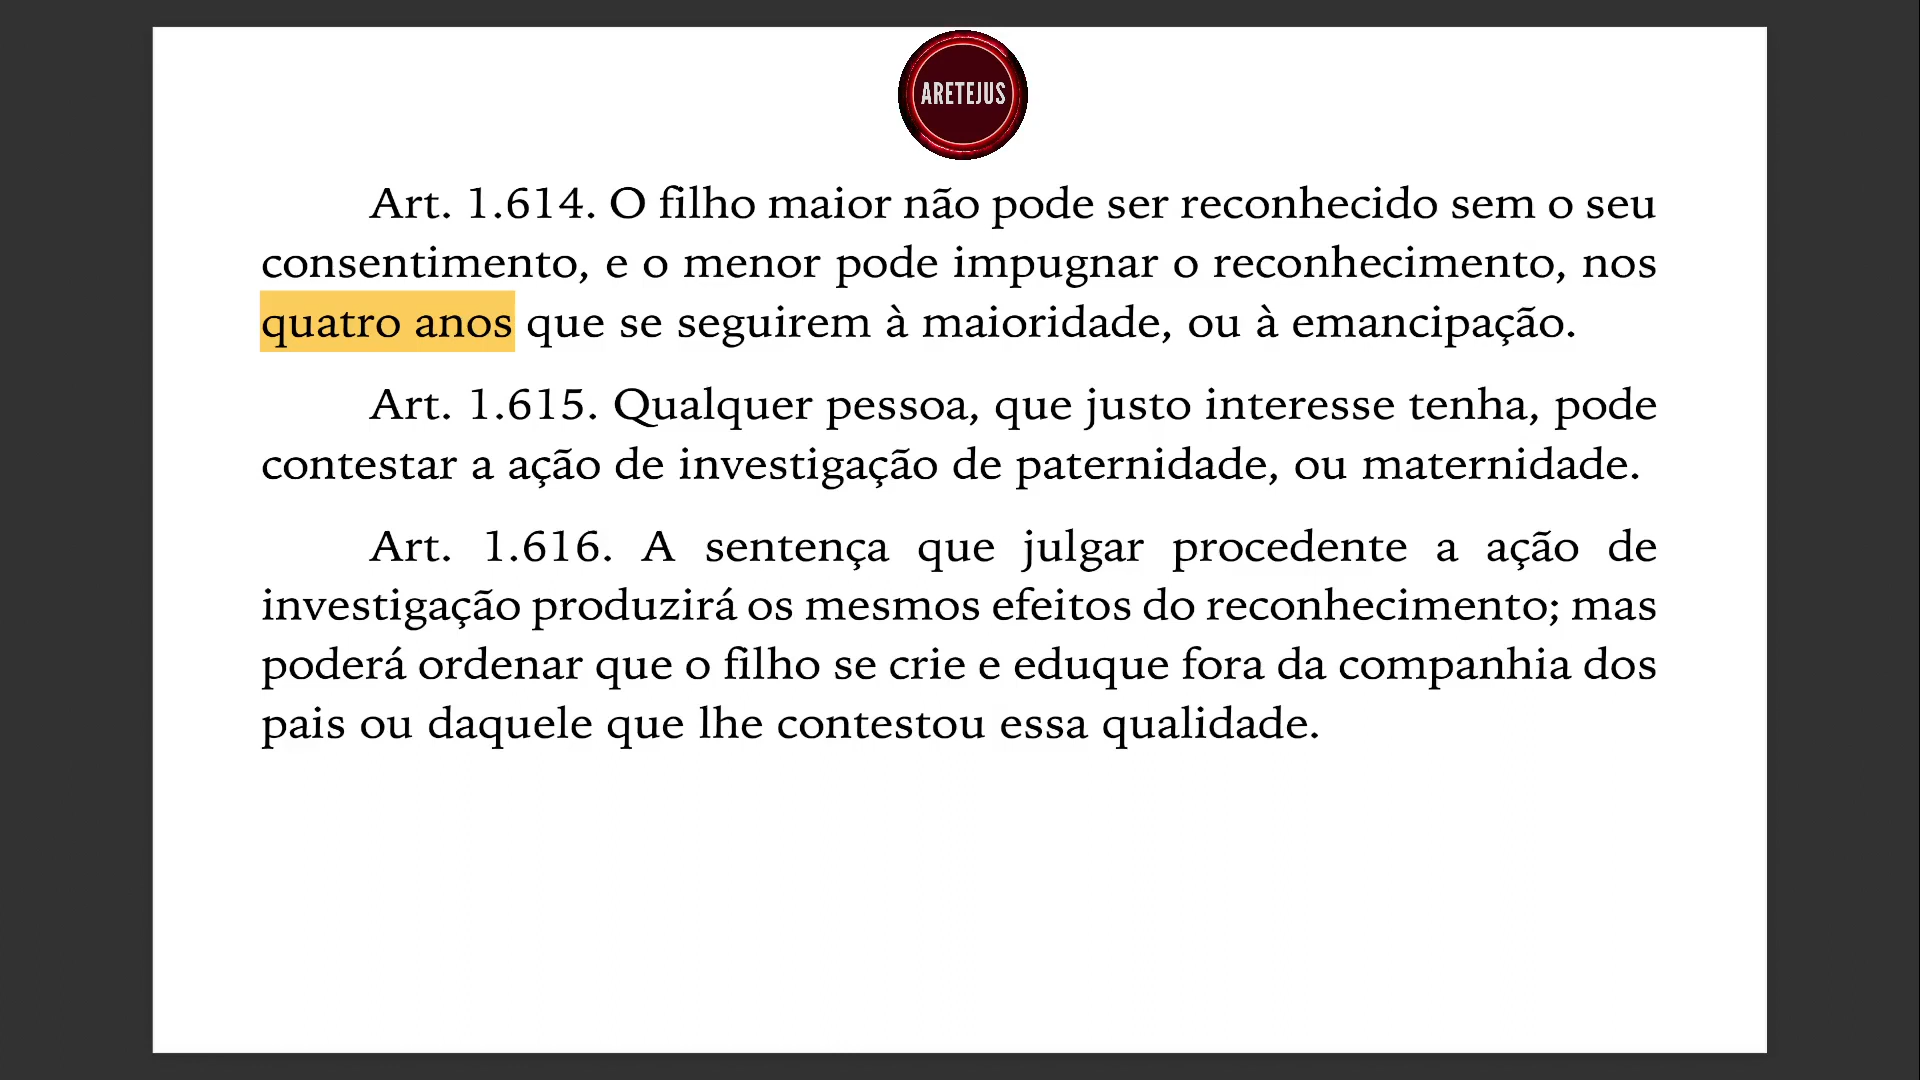 ARETEJUS
Art. 1.614. O filho maior não pode ser reconhecido sem o seu
consentimento, e o menor pode impugnar o reconhecimento, nos
quatro anos que se seguirem à maioridade, ou à emancipação.
Art. 1.615. Qualquer pessoa, que justo interesse tenha, pode
contestar a ação de investigação de paternidade, ou maternidade.
Art. 1.616. A sentença que julgar procedente a ação de
investigação produzirá os mesmos efeitos do reconhecimento; mas
poderá ordenar que o filho se crie e eduque fora da companhia dos
pais ou daquele que lhe contestou essa qualidade.